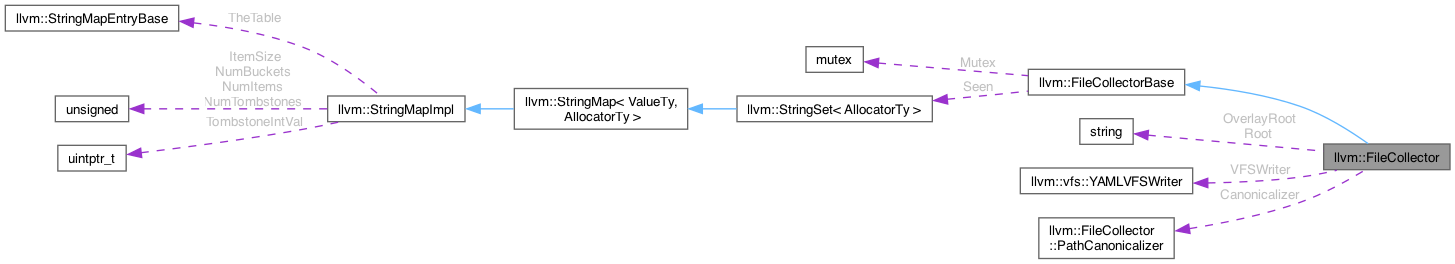 llvm::StringMapEntryBase
TheTable
ItemSize
NumBuckets
NumItems
NumTombstones
unsigned
TombstoneIntVal
uintptr_t
llvm::StringMapImpl
llvm::StringMap< ValueTy,
AllocatorTy >
llvm::StringSet< AllocatorTy >
mutex
Mutex
Seen
llvm::FileCollectorBase
string
OverlayRoot
Root
llvm::vfs::YAMLVFSWriter
VFSWriter
Canonicalizer
llvm::FileCollector
::PathCanonicalizer
llvm::FileCollector